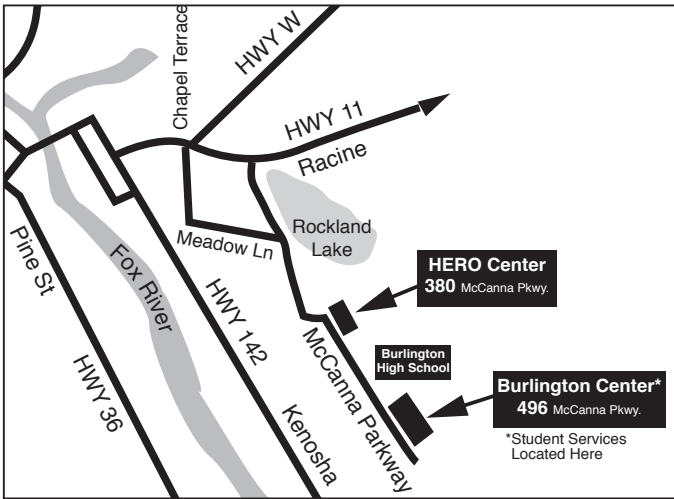 Chapel Terrace
HWY W
HWY 11
Racine
Rockland
Lake
Meadow Ln
Pine St
Fox River
HWY 142
HERO Center
380 McCanna Pkwy.
McCanna Parkway
Burlington
High School
HWY 36
Kenosha
Burlington Center*
496 McCanna Pkwy.
*Student Services
Located Here